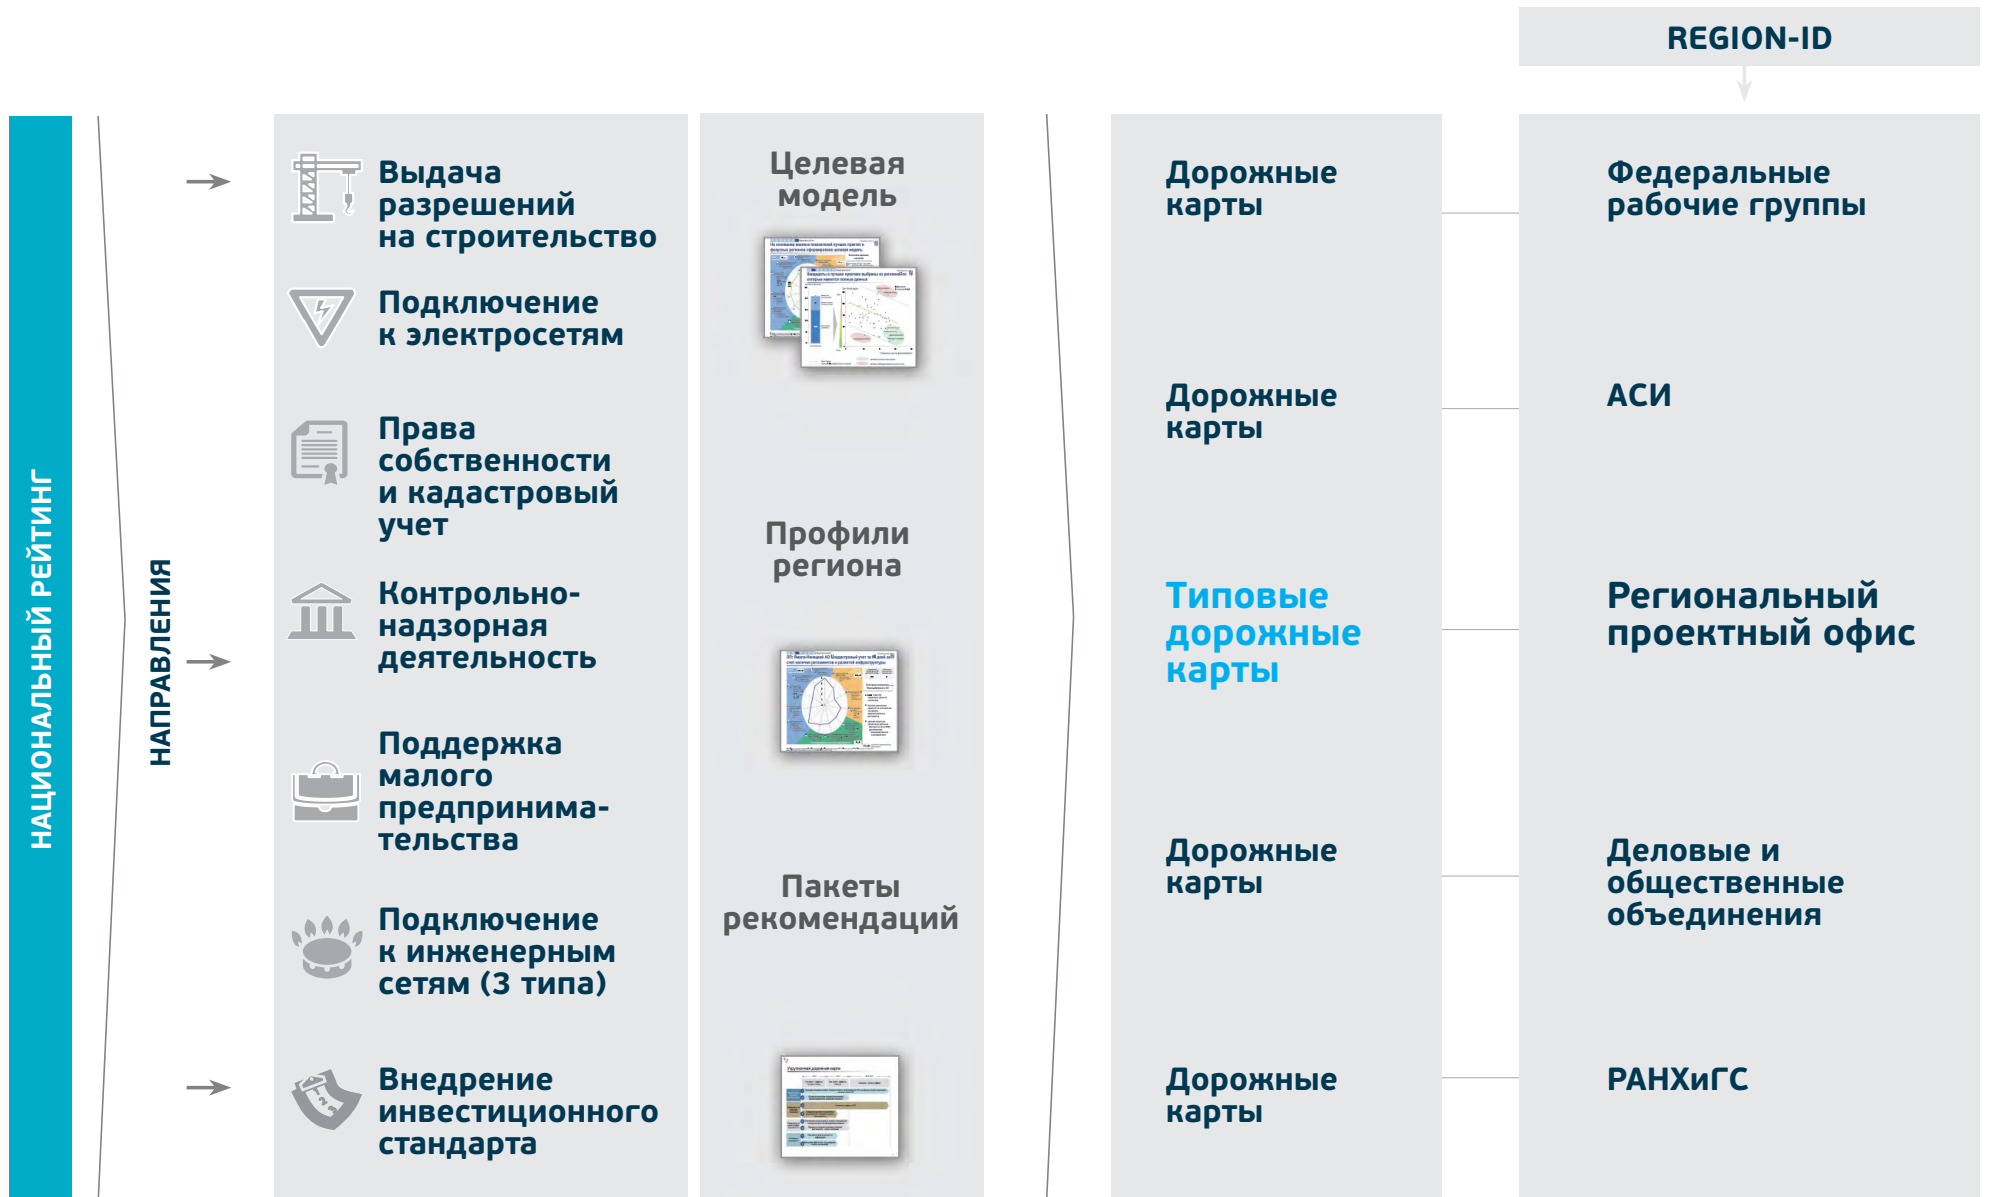 REGION-ID
НАЦИОНАЛЬНЫЙ РЕЙТИНГ
НАПРАВЛЕНИЯ
Выдача
разрешений
на строительство
Подключение
к электросетям
Права
собственности
и кадастровый
учет
Контрольно-
надзорная
деятельность
Поддержка
малого
предпринима-
тельства
Подключение
к инженерным
сетям (3 типа)
Внедрение
инвестиционного
стандарта
Целевая
модель
Профили
региона
Пакеты
рекомендаций
Дорожные
карты
Дорожные
карты
Типовые
дорожные
карты
Дорожные
карты
Дорожные
карты
Федеральные
рабочие группы
АСИ
Региональный
проектный офис
Деловые и
общественные
объединения
РАНХиГС